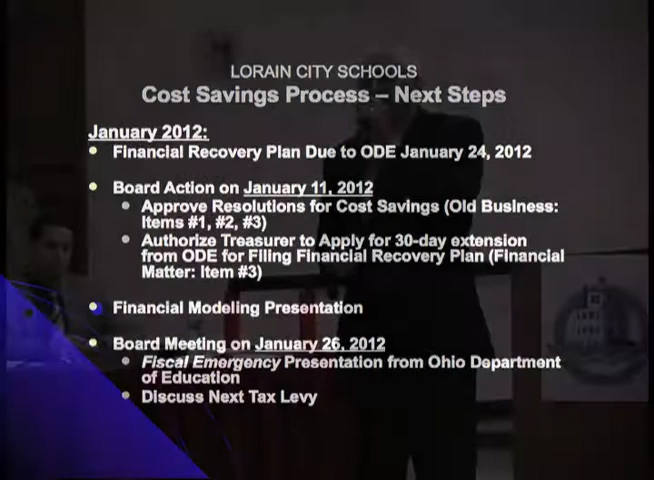 LORAIN CITY SCHOOLS
Cost Savings Process – Next Steps
January 2012:
• Financial Recovery Plan Due to ODE January 24, 2012
• Board Action on January 11, 2012
• Approve Resolutions for Cost Savings (Old Business:
Items #1, #2, #3)
• Authorize Treasurer to Apply for 30-day extension
from ODE for Filing Financial Recovery Plan (Financial
Matter: Item #3)
• Financial Modeling Presentation
• Board Meeting on January 26, 2012
• Fiscal Emergency Presentation from Ohio Department
of Education
• Discuss Next Tax Levy